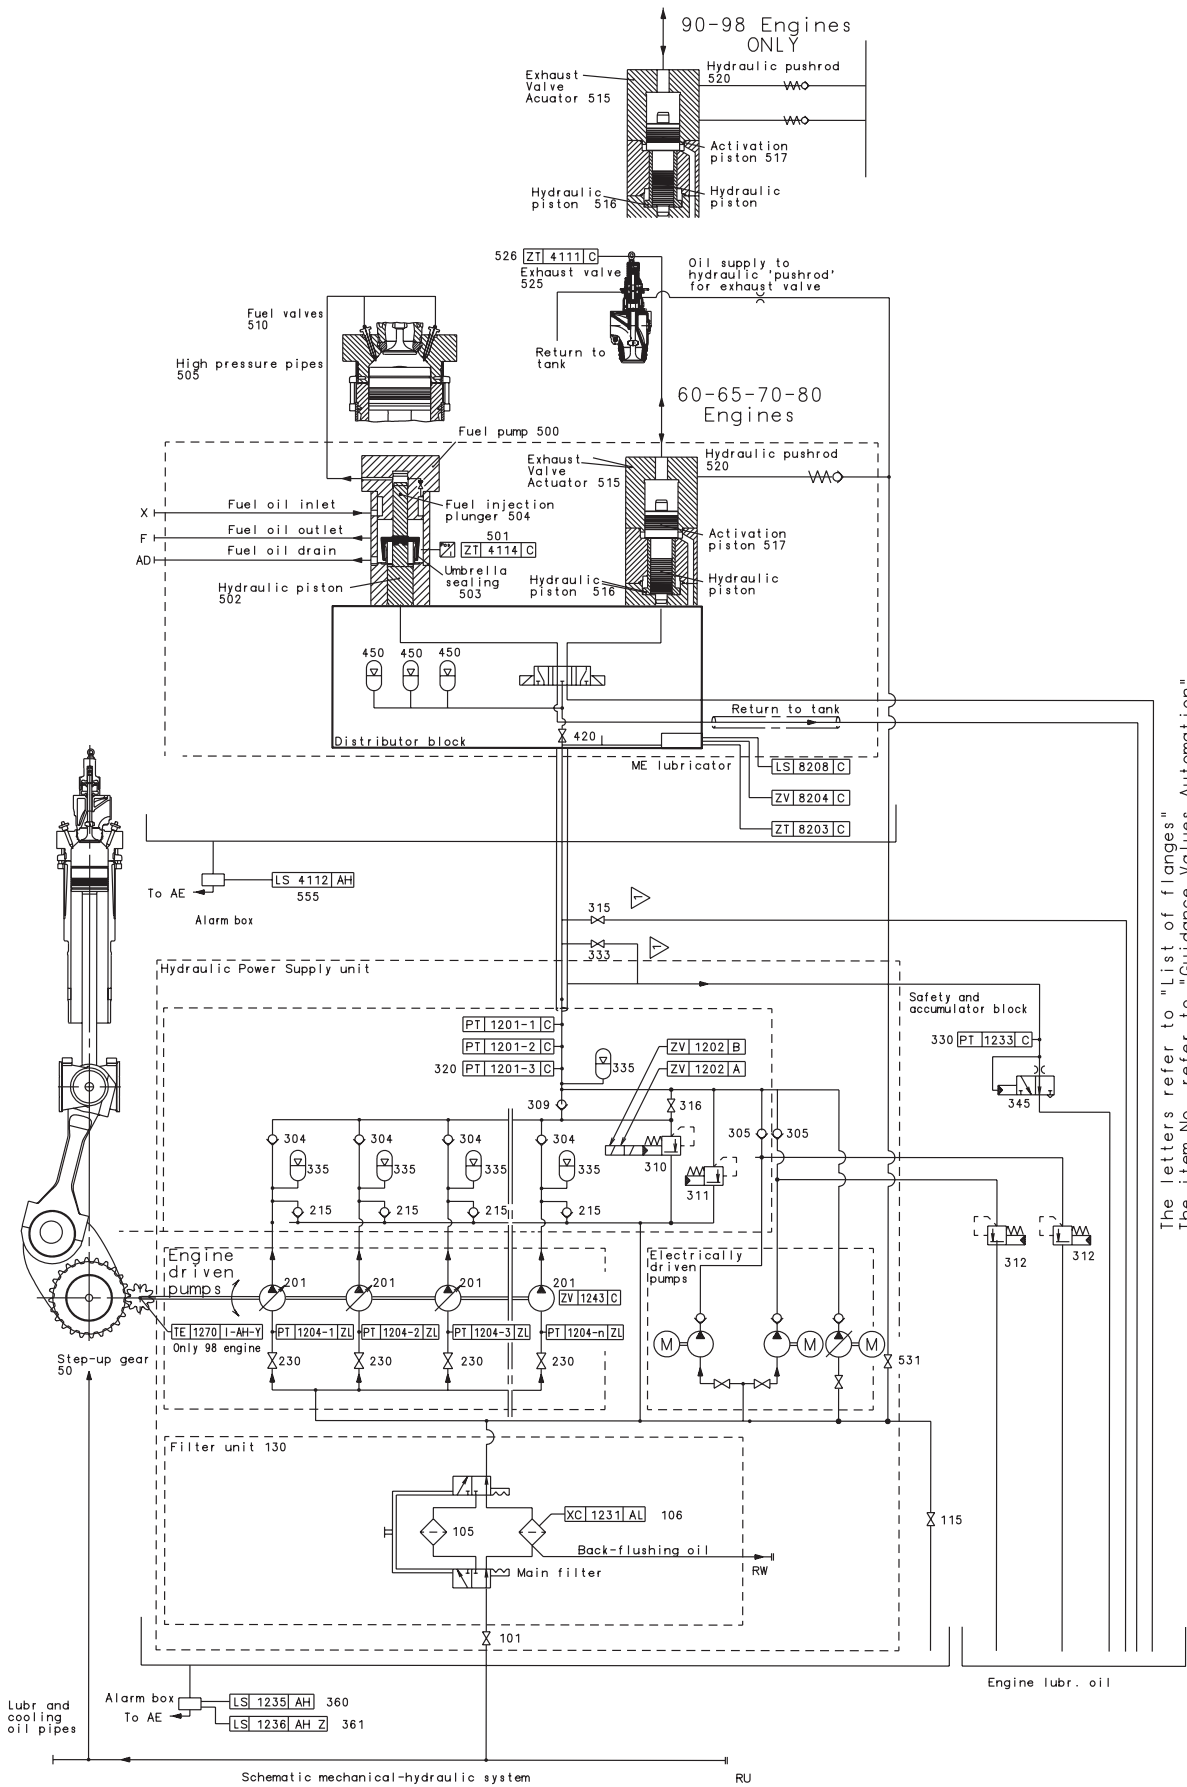 90-98 Engines
ONLY
Exhaust
Valve
Acuator 515
Hydraulic pushrod
520
Activation
piston 517
Hydraulic
piston 516
Hydraulic
piston
526 ZT 4111 C
Exhaust valve
525
Oil supply to
hydraulic 'pushrod'
for exhaust valve
Fuel valves
510
Return to
tank
High pressure pipes
505
60-65-70-80
Engines
Fuel pump 500
Exhaust
Valve
Actuator 515
Hydraulic pushrod
520
X
Fuel oil inlet
Fuel injection
plunger 504
F
Fuel oil outlet
501
ZT 4114 C
Activation
piston 517
AD
Fuel oil drain
Umbrella
sealing
503
Hydraulic piston
502
Hydraulic
piston 516
Hydraulic
piston
450
450
450
Return to tank
Distributor block
420
ME lubricator
LS 8208 C
ZV 8204 C
ZT 8203 C
To AE
LS 4112 AH
555
Alarm box
315
1
333
1
Hydraulic Power Supply unit
Safety and
accumulator block
PT 1201-1 C
PT 1201-2 C
320 PT 1201-3 C
335
ZV 1202 B
ZV 1202 A
330 PT 1233 C
345
309
316
304
304
304
304
305
305
335
335
335
335
310
311
215
215
215
215
312
312
Engine
driven
pumps
Electrically
driven
pumps
201
201
201
201
ZV 1243 C
TE 1270 I-AH-Y
Only 98 engine
PT 1204-1 ZL
PT 1204-2 ZL
PT 1204-3 ZL
PT 1204-n ZL
M
M
M
Step-up gear
50
230
230
230
230
531
Filter unit 130
105
XC 1231 AL 106
115
Back-flushing oil
RW
Main filter
101
Engine lubr. oil
Alarm box
To AE
LS 1235 AH 360
LS 1236 AH Z 361
Lubr and
cooling
oil pipes
Schematic mechanical-hydraulic system
RU
The letters refer to "List of flanges"
The item No. refer to "Guidance Values Automation"